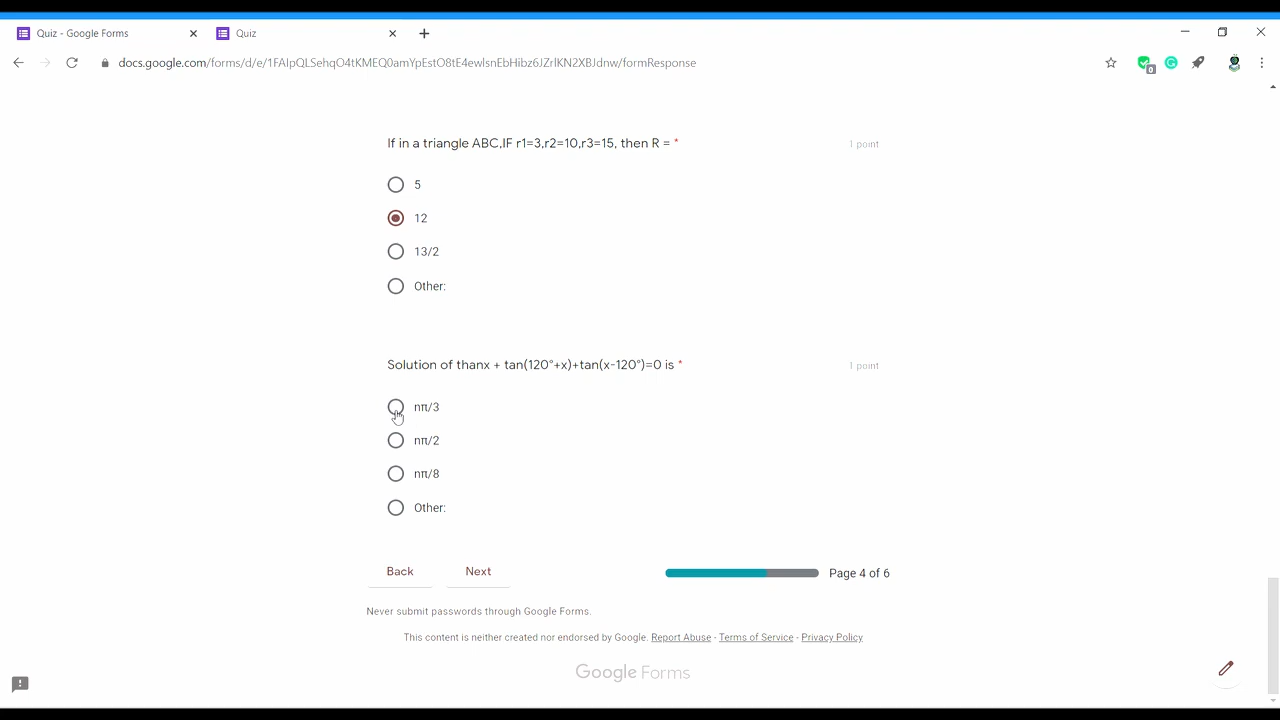 Quiz - Google Forms
Quiz
docs.google.com/forms/d/e/1FAIpQLSehqO4tKMEQ0amYpEstO8tE4ewlsnEbHibz6JZrlKN2XBJdnw/formResponse
0
If in a triangle ABC.IF r1=3,r2=10,r3=15, then R = * 1 point
5
12
13/2
Other:
Solution of thanx + tan(120°+x)+tan(x-120°)=0 is * 1 point
nπ/3
nπ/2
nπ/8
Other:
Back Next Page 4 of 6
Never submit passwords through Google Forms.
This content is neither created nor endorsed by Google. Report Abuse - Terms of Service - Privacy Policy
Google Forms